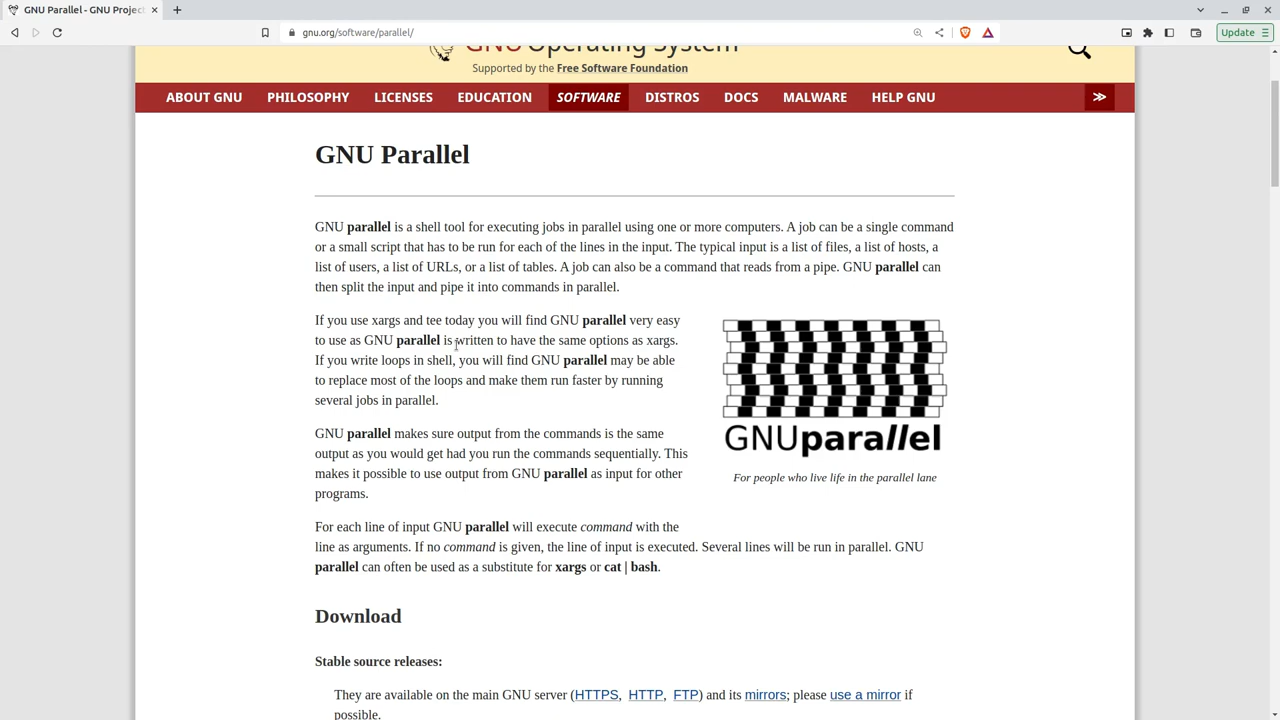 GNU Parallel - GNU Projec
gnu.org/software/parallel/
Update
GNU Operating System
Supported by the Free Software Foundation
ABOUT GNU PHILOSOPHY LICENSES EDUCATION SOFTWARE DISTROS DOCS MALWARE HELP GNU ≫
GNU Parallel
GNU parallel is a shell tool for executing jobs in parallel using one or more computers. A job can be a single command
or a small script that has to be run for each of the lines in the input. The typical input is a list of files, a list of hosts, a
list of users, a list of URLs, or a list of tables. A job can also be a command that reads from a pipe. GNU parallel can
then split the input and pipe it into commands in parallel.
If you use xargs and tee today you will find GNU parallel very easy
to use as GNU parallel is written to have the same options as xargs.
If you write loops in shell, you will find GNU parallel may be able
to replace most of the loops and make them run faster by running
several jobs in parallel.
GNUparallel
For people who live life in the parallel lane
GNU parallel makes sure output from the commands is the same
output as you would get had you run the commands sequentially. This
makes it possible to use output from GNU parallel as input for other
programs.
For each line of input GNU parallel will execute command with the
line as arguments. If no command is given, the line of input is executed. Several lines will be run in parallel. GNU
parallel can often be used as a substitute for xargs or cat | bash.
Download
Stable source releases:
They are available on the main GNU server (HTTPS, HTTP, FTP) and its mirrors; please use a mirror if
possible.